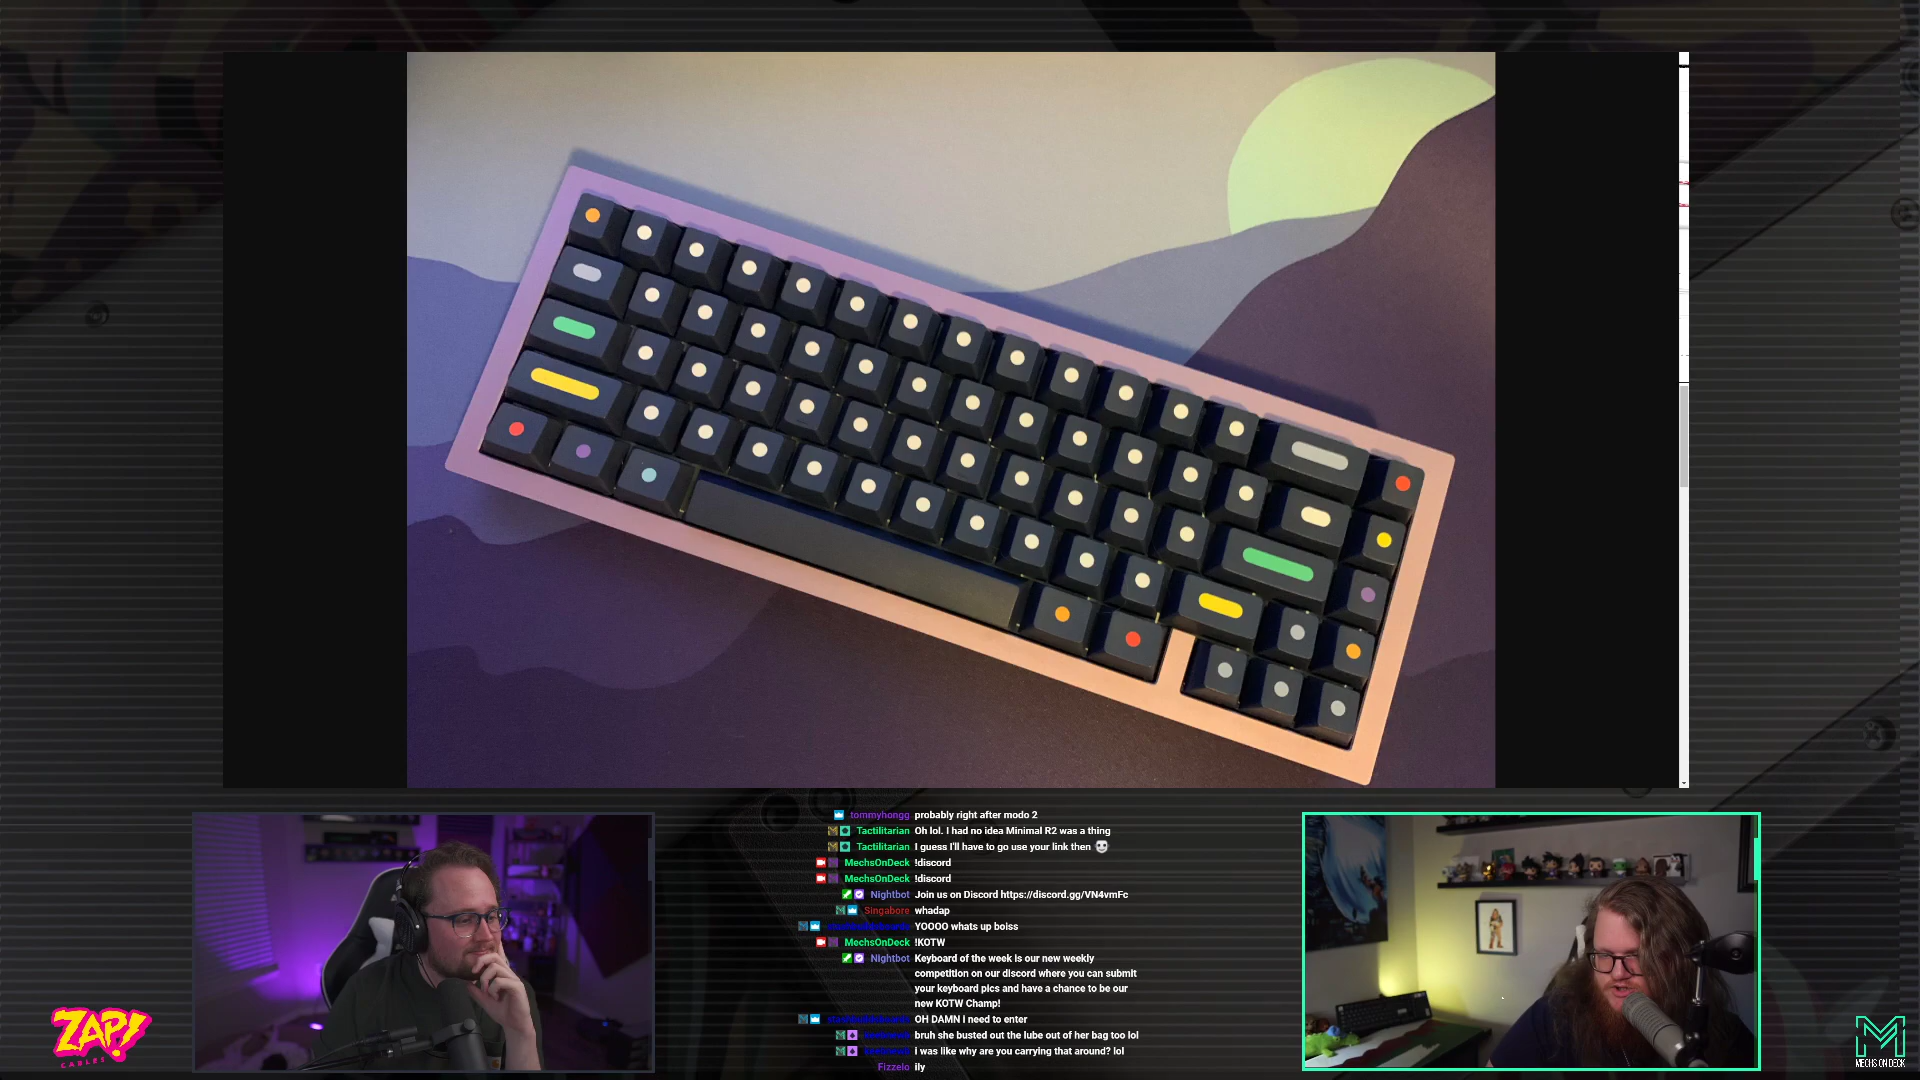 tommyhongg probably right after modo 2
Tactilitarian Oh lol. I had no idea Minimal R2 was a thing
Tactilitarian I guess I'll have to go use your link then
MechsOnDeck !discord
MechsOnDeck !discord
Nightbot Join us on Discord https://discord.gg/VN4vmFc
Singabore whadap
YOOOO whats up boiss
MechsOnDeck !KOTW
Nightbot Keyboard of the week is our new weekly
competition on our discord where you can submit
your keyboard pics and have a chance to be our
new KOTW Champ!
OH DAMN i need to enter
bruh she busted out the lube out of her bag too lol
i was like why are you carrying that around? lol
Fizzelo ily
ZAP!
CABLES
M
MECHS ON DECK